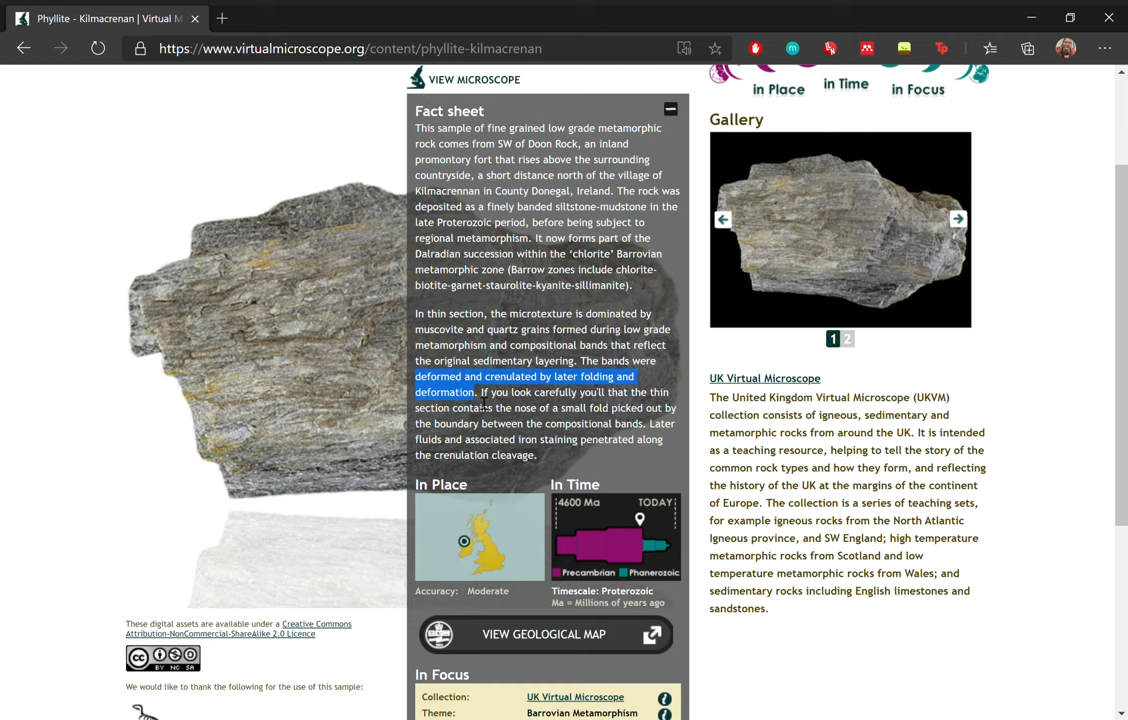 Phyllite - Kilmacrenan | Virtual M
https://www.virtualmicroscope.org/content/phyllite-kilmacrenan
VIEW MICROSCOPE
Fact sheet
This sample of fine grained low grade metamorphic
rock comes from SW of Doon Rock, an inland
promontory fort that rises above the surrounding
countryside, a short distance north of the village of
Kilmacrennan in County Donegal, Ireland. The rock was
deposited as a finely banded siltstone-mudstone in the
late Proterozoic period, before being subject to
regional metamorphism. It now forms part of the
Dalradian succession within the ‘chlorite’ Barrovian
metamorphic zone (Barrow zones include chlorite-
biotite-garnet-staurolite-kyanite-sillimanite).
In thin section, the microtexture is dominated by
muscovite and quartz grains formed during low grade
metamorphism and compositional bands that reflect
the original sedimentary layering. The bands were
deformed and crenulated by later folding and
deformation. If you look carefully you'll that the thin
section contains the nose of a small fold picked out by
the boundary between the compositional bands. Later
fluids and associated iron staining penetrated along
the crenulation cleavage.
In Place
In Time
4600 Ma TODAY
Precambrian Phanerozoic
Accuracy: Moderate
Timescale: Proterozoic
Ma = Millions of years ago
BGS
VIEW GEOLOGICAL MAP
In Focus
Collection: UK Virtual Microscope
Theme: Barrovian Metamorphism
in Place in Time in Focus
Gallery
1 2
UK Virtual Microscope
The United Kingdom Virtual Microscope (UKVM)
collection consists of igneous, sedimentary and
metamorphic rocks from around the UK. It is intended
as a teaching resource, helping to tell the story of the
common rock types and how they form, and reflecting
the history of the UK at the margins of the continent
of Europe. The collection is a series of teaching sets,
for example igneous rocks from the North Atlantic
Igneous province, and SW England; high temperature
metamorphic rocks from Scotland and low
temperature metamorphic rocks from Wales; and
sedimentary rocks including English limestones and
sandstones.
These digital assets are available under a Creative Commons
Attribution-NonCommercial-ShareAlike 2.0 Licence
cc BY NC SA
We would like to thank the following for the use of this sample: